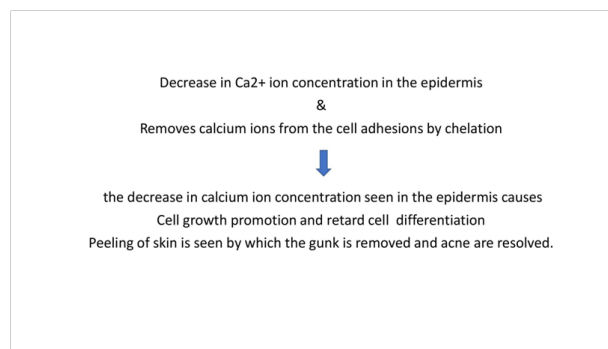 Decrease in Ca2+ ion concentration in the epidermis
&
Removes calcium ions from the cell adhesions by chelation
the decrease in calcium ion concentration seen in the epidermis causes
Cell growth promotion and retard cell differentiation
Peeling of skin is seen by which the gunk is removed and acne are resolved.